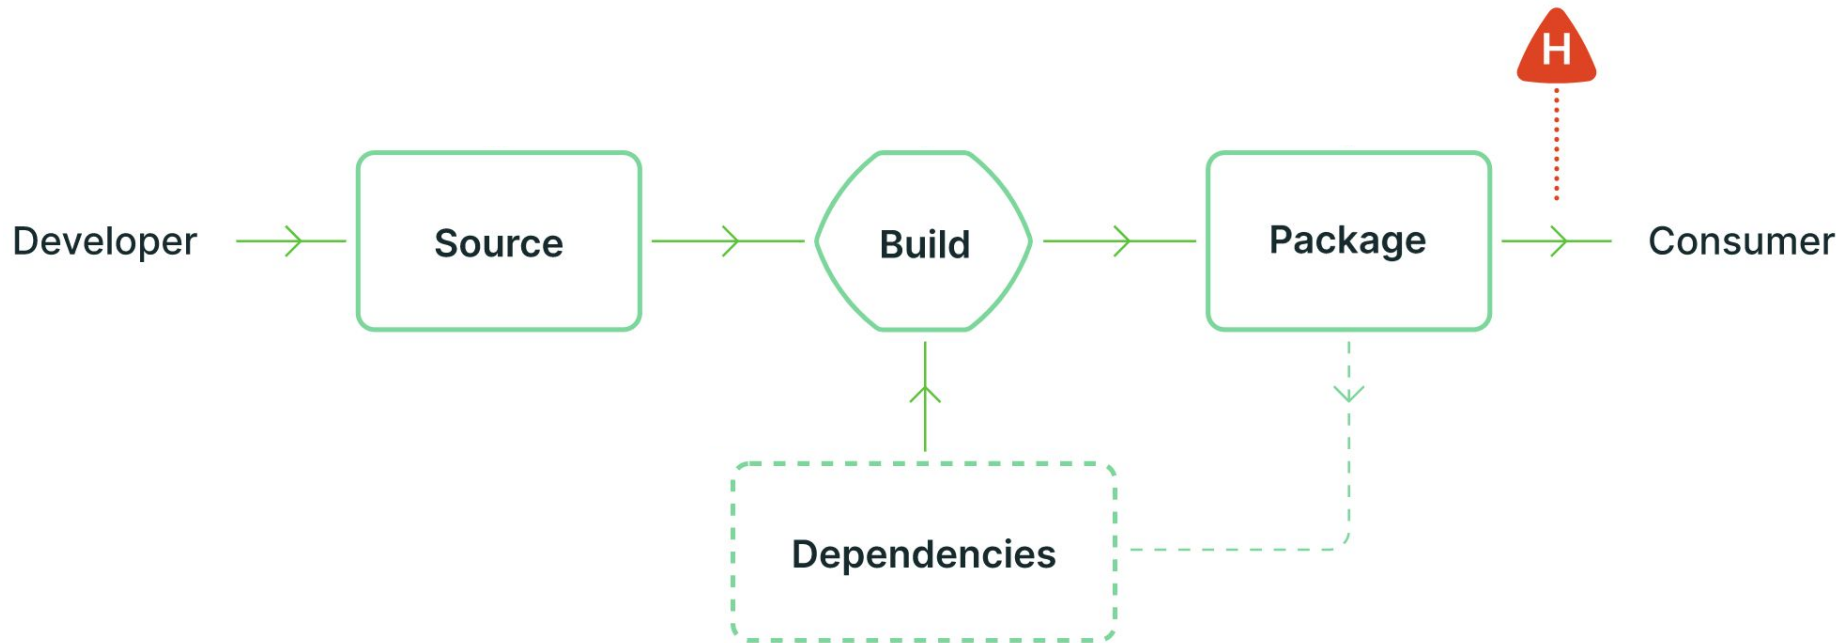 H
Developer
Source
Build
Package
Consumer
Dependencies